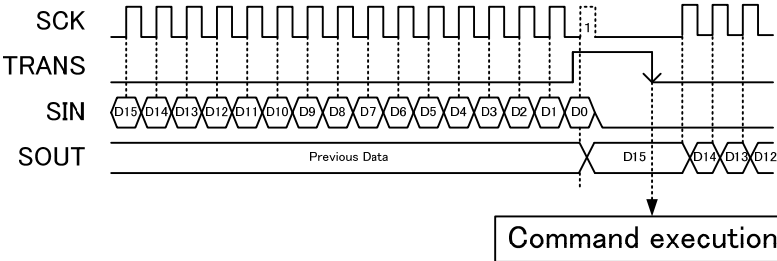 SCK
1
TRANS
SIN
D15 D14 D13 D12 D11 D10 D9 D8 D7 D6 D5 D4 D3 D2 D1 D0
SOUT
Previous Data
D15
D14 D13 D12
Command execution